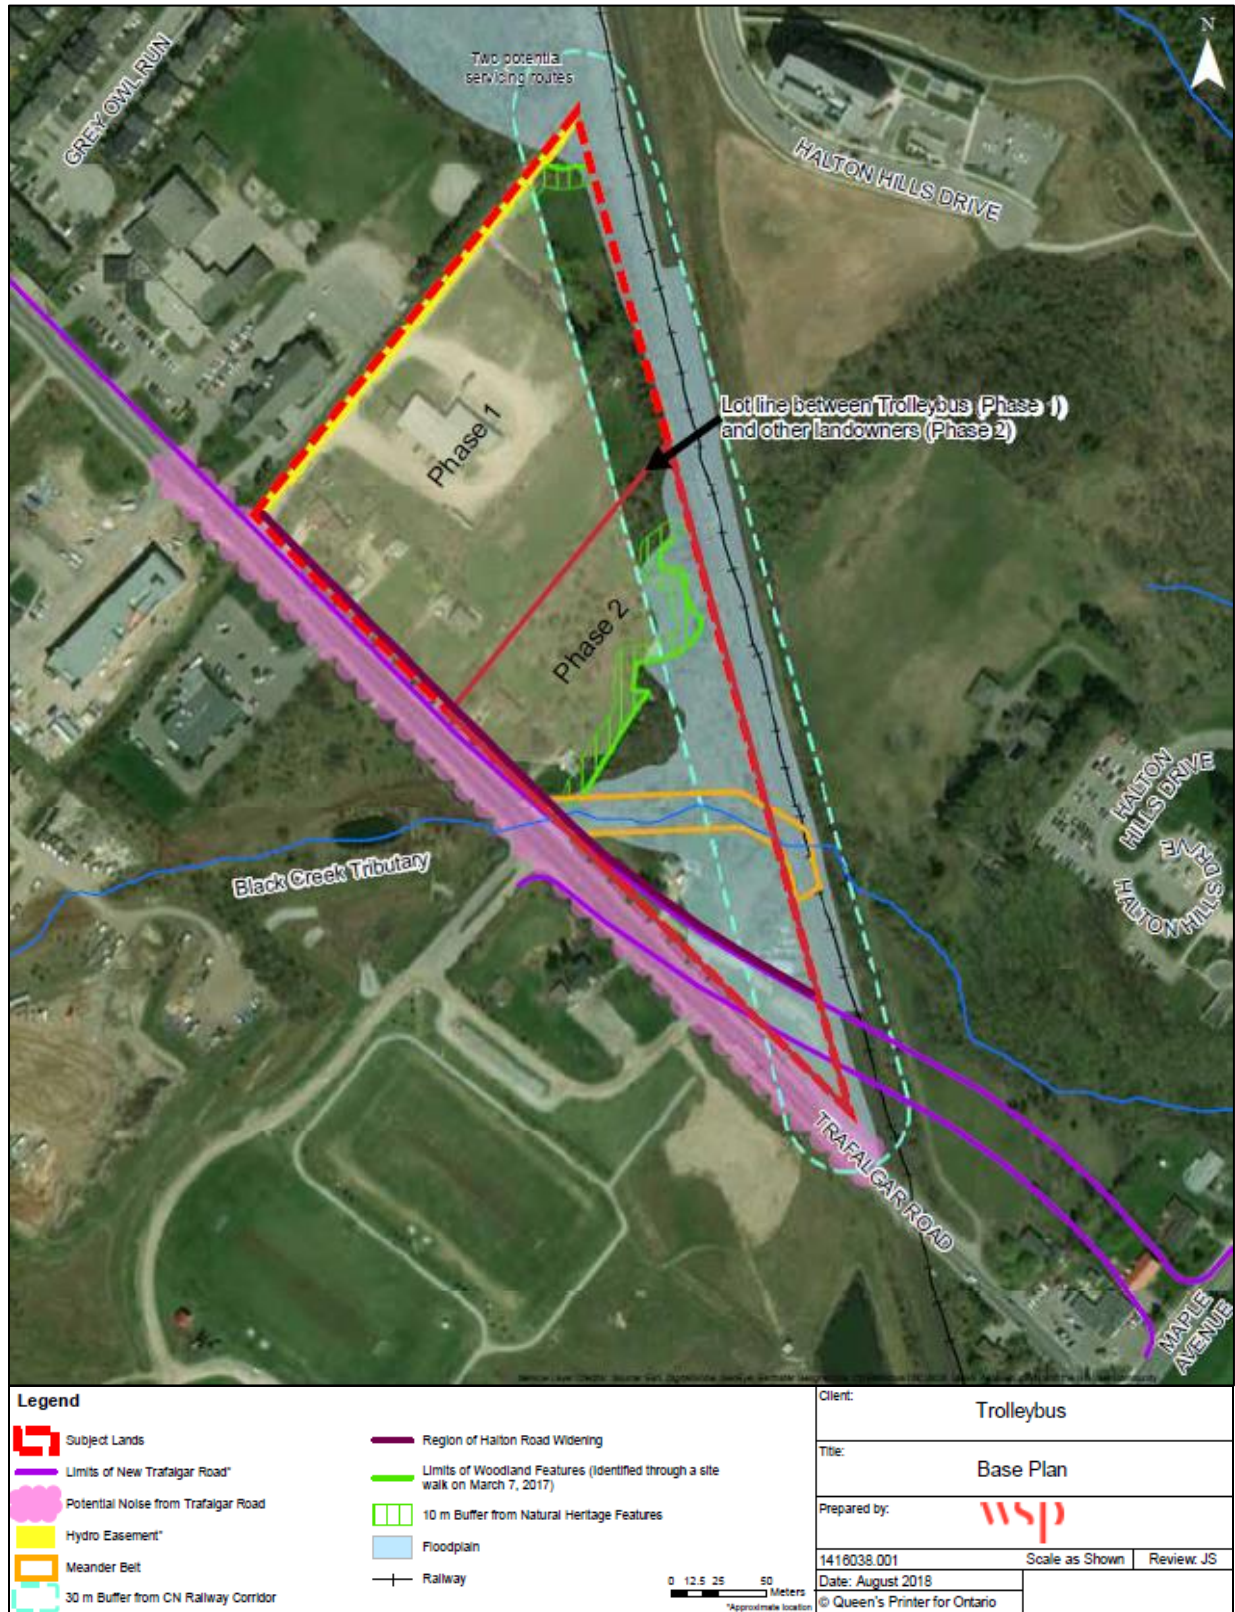 N
Two potential
servicing routes
GREY OWL RUN
HALTON HILLS DRIVE
Lot line between Trolleybus (Phase 1)
and other landowners (Phase 2)
Phase 1
Phase 2
Black Creek Tributary
HALTON
HILLS DRIVE
HALTON HILLS DRIVE
TRAFALGAR ROAD
MAPLE
AVENUE
Legend
Subject Lands
Limits of New Trafalgar Road*
Potential Noise from Trafalgar Road
Hydro Easement*
Meander Belt
30 m Buffer from CN Railway Corridor
Region of Halton Road Widening
Limits of Woodland Features (Identified through a site
walk on March 7, 2017)
10 m Buffer from Natural Heritage Features
Floodplain
Railway
0 12.5 25 50
Meters
*Approximate location
Client:
Trolleybus
Title:
Base Plan
Prepared by:
wsp
1416038.001 Scale as Shown Review: JS
Date: August 2018
© Queen's Printer for Ontario